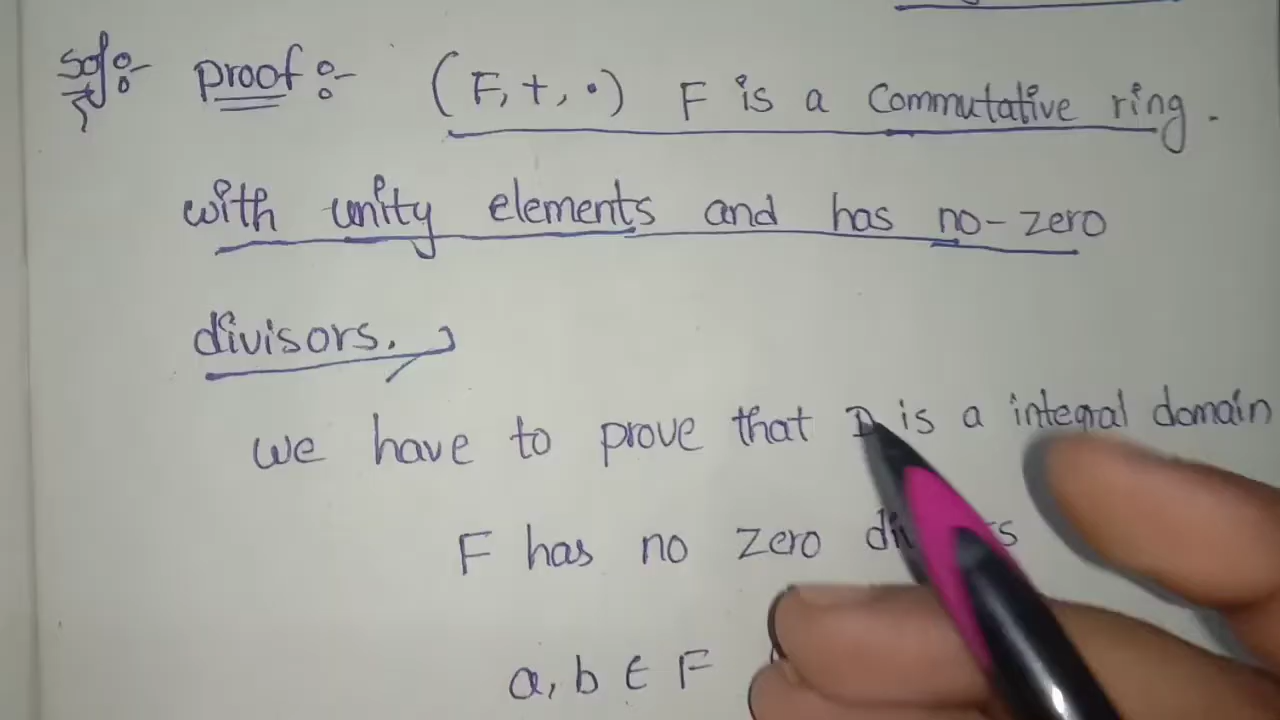 Sol:- Proof:- (F, +, •) F is a commutative ring.
with unity elements and has no-zero
divisors.
we have to prove that is a integral domain
F has no zero
a, b ∈ F